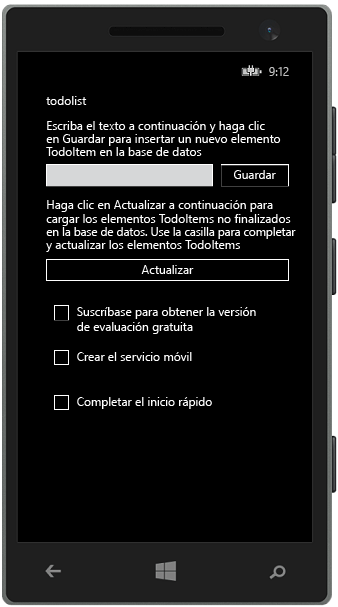 9:12
todolist
Escriba el texto a continuación y haga clic
en Guardar para insertar un nuevo elemento
TodoItem en la base de datos
Guardar
Haga clic en Actualizar a continuación para
cargar los elementos TodoItems no finalizados
en la base de datos. Use la casilla para completar
y actualizar los elementos TodoItems
Actualizar
Suscríbase para obtener la versión
de evaluación gratuita
Crear el servicio móvil
Completar el inicio rápido